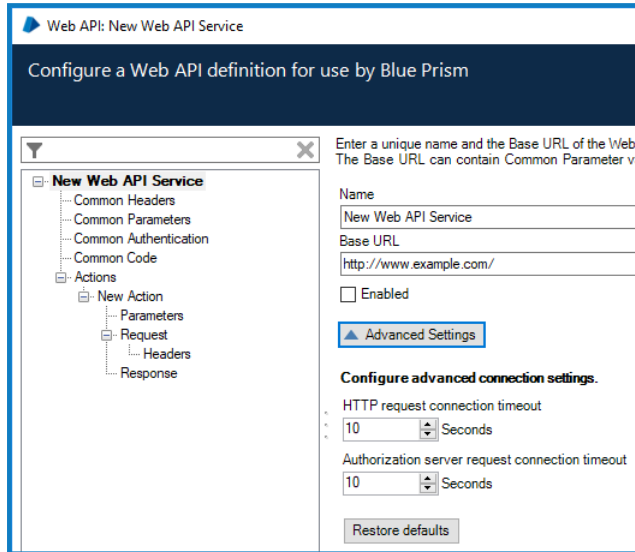 Web API: New Web API Service
Configure a Web API definition for use by Blue Prism
New Web API Service
Common Headers
Common Parameters
Common Authentication
Common Code
Actions
New Action
Parameters
Request
Headers
Response
Enter a unique name and the Base URL of the Web
The Base URL can contain Common Parameter v
Name
New Web API Service
Base URL
http://www.example.com/
Enabled
Advanced Settings
Configure advanced connection settings.
HTTP request connection timeout
10 Seconds
Authorization server request connection timeout
10 Seconds
Restore defaults